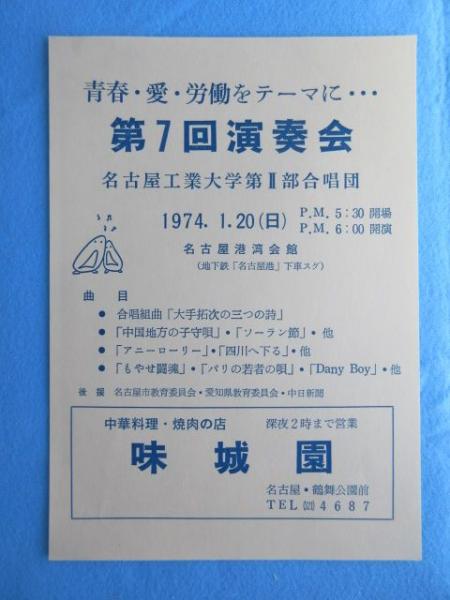 青春・愛・労働をテーマに・・・
第7回演奏会
名古屋工業大学第Ⅱ部合唱団
1974. 1. 20(日) P.M. 5:30 開場
P.M. 6:00 開演
名古屋港湾会館
(地下鉄「名古屋港」下車スグ)
曲目
● 合唱組曲「大手拓次の三つの詩」
● 「中国地方の子守唄」・「ソーラン節」・他
● 「アニーローリー」・「四川へ下る」・他
● 「もやせ闘魂」・「パリの若者の唄」・「Dany Boy」・他
後援 名古屋市教育委員会・愛知県教育委員会・中日新聞
中華料理・焼肉の店 深夜2時まで営業
味城園
名古屋・鶴舞公園前
TEL 4687